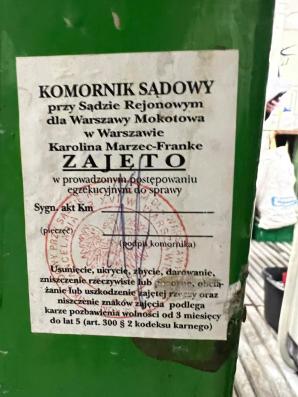 KOMORNIK SĄDOWY
przy Sądzie Rejonowym
dla Warszawy Mokotowa
w Warszawie
Karolina Marzec-Franke
ZAJĘTO
w prowadzonym postępowaniu
egzekucyjnym do sprawy
Sygn. akt Km
(pieczęć)
(podpis komornika)
Usunięcie, ukrycie, zbycie, darowanie,
zniszczenie rzeczywiste lub pozorne, obcią-
żanie lub uszkodzenie zajętej rzeczy oraz
niszczenie znaków zajęcia podlega
karze pozbawienia wolności od 3 miesięcy
do lat 5 (art. 300 § 2 kodeksu karnego)